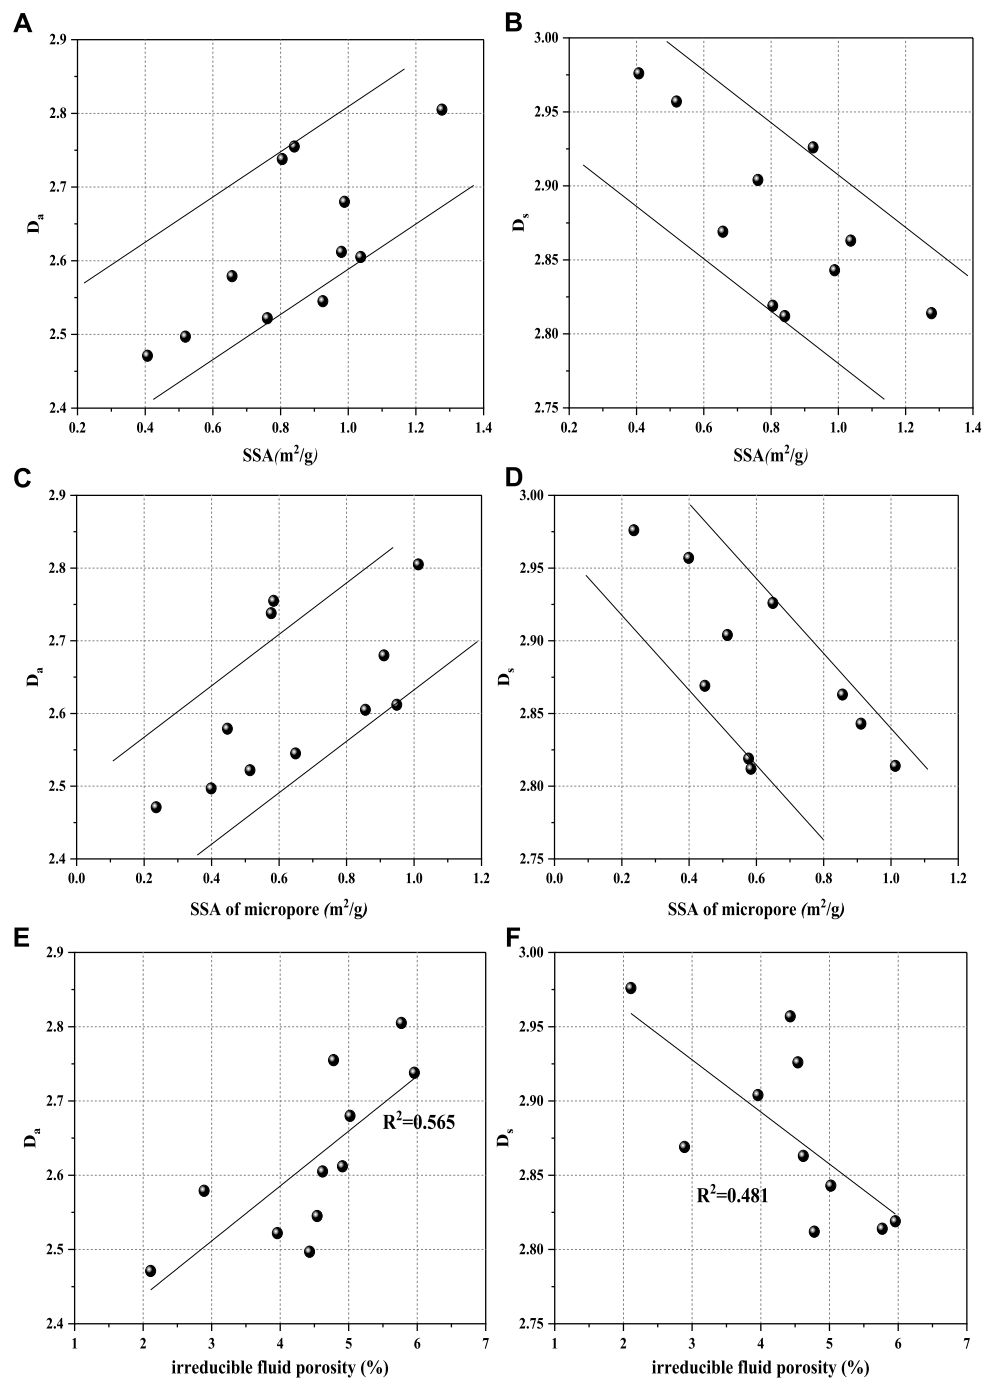 A
B
2.9
2.8
2.7
2.6
2.5
2.4
Dₐ
0.2 0.4 0.6 0.8 1.0 1.2 1.4
SSA(m²/g)
3.00
2.95
2.90
2.85
2.80
2.75
Dₛ
0.2 0.4 0.6 0.8 1.0 1.2 1.4
SSA(m²/g)
C
D
2.9
2.8
2.7
2.6
2.5
2.4
Dₐ
0.0 0.2 0.4 0.6 0.8 1.0 1.2
SSA of micropore (m²/g)
3.00
2.95
2.90
2.85
2.80
2.75
Dₛ
0.0 0.2 0.4 0.6 0.8 1.0 1.2
SSA of micropore (m²/g)
E
F
2.9
2.8
2.7
2.6
2.5
2.4
Dₐ
R²=0.565
1 2 3 4 5 6 7
irreducible fluid porosity (%)
3.00
2.95
2.90
2.85
2.80
2.75
Dₛ
R²=0.481
1 2 3 4 5 6 7
irreducible fluid porosity (%)